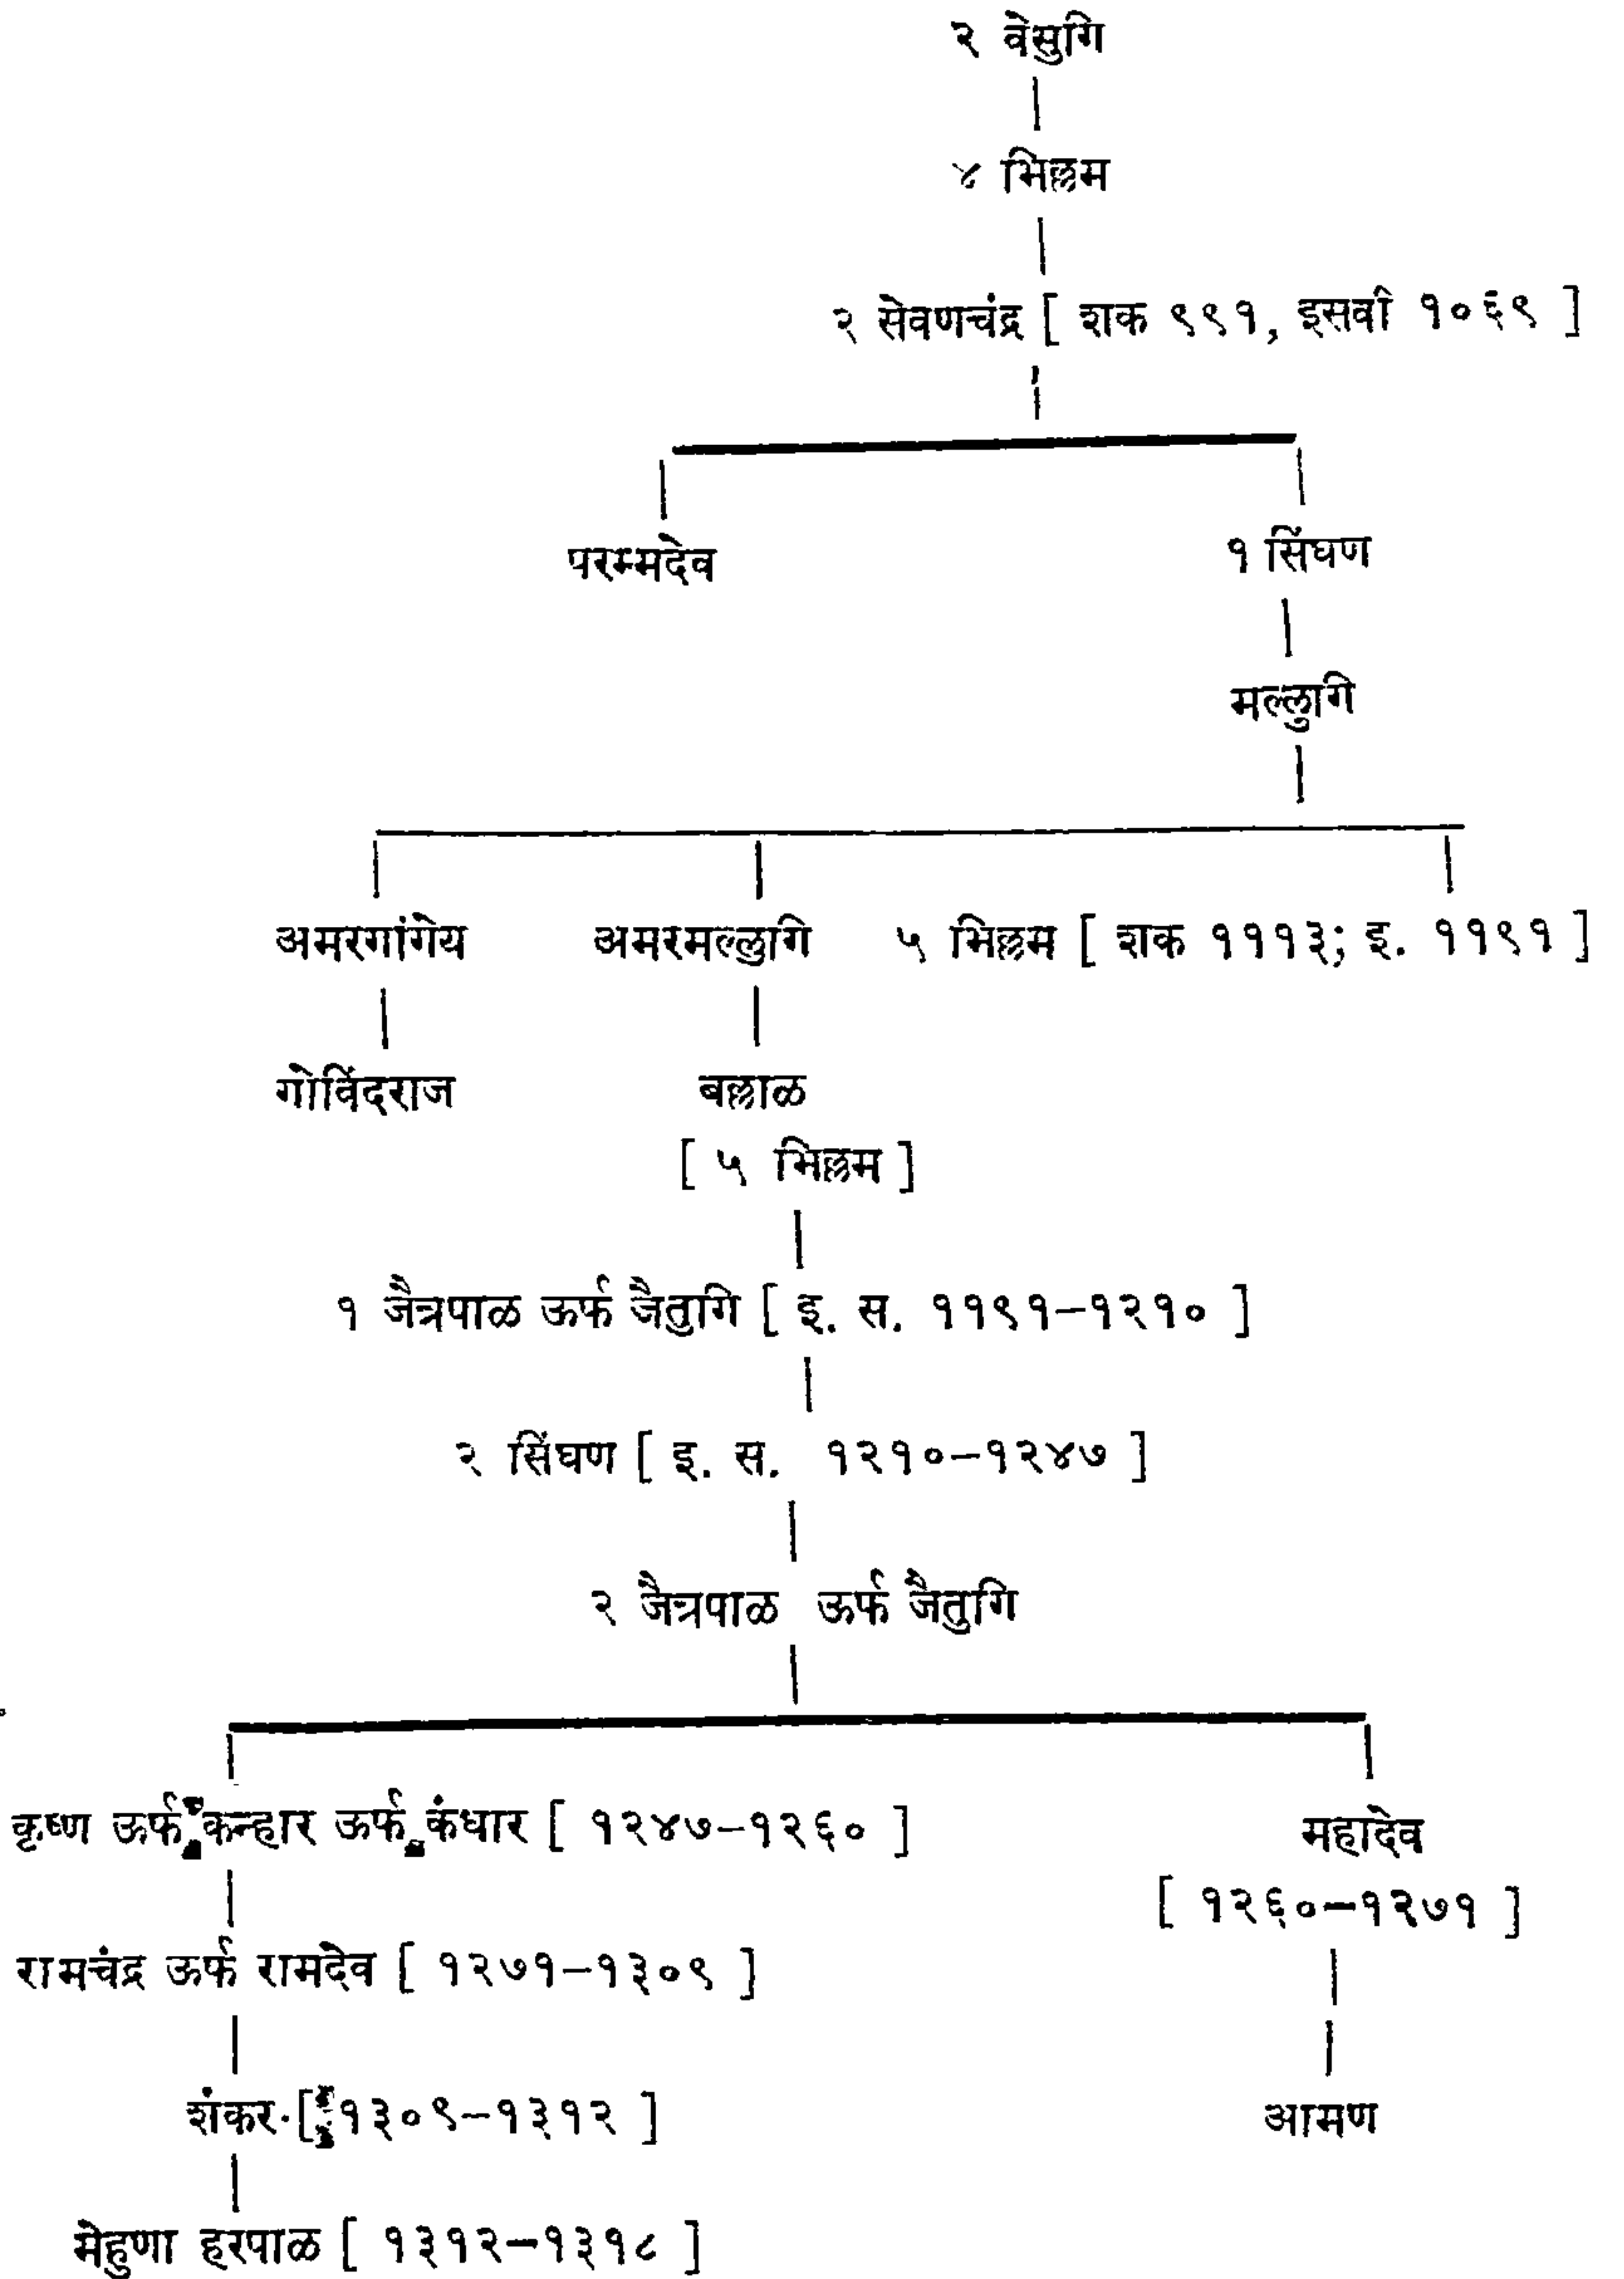 २ वेसुगि
४ भिल्लम
२ सेवणचंद्र [ शक ९९१, इसवी १०६९ ]
परम्मदेव १ सिंघण
मल्लुगि
अमरगांगेय अमरमल्लुगि ५ भिल्लम [ शक १११३; इ. ११९१ ]
गोविंदराज बल्लाळ
[ ५ भिल्लम ]
१ जैत्रपाळ ऊर्फ जैतुगि [ इ. स. ११९१–१२१० ]
२ सिंघण [ इ. स. १२१०–१२४७ ]
२ जैत्रपाळ ऊर्फ जैतुगि
कृष्ण ऊर्फ कन्हार ऊर्फ कंधार [ १२४७–१२६० ] महादेव
[ १२६०–१२७१ ]
रामचंद्र ऊर्फ रामदेव [ १२७१–१३०९ ]
शंकर [ १३०९–१३१२ ] आमण
मेहुणा हरपाळ [ १३१२–१३१८ ]